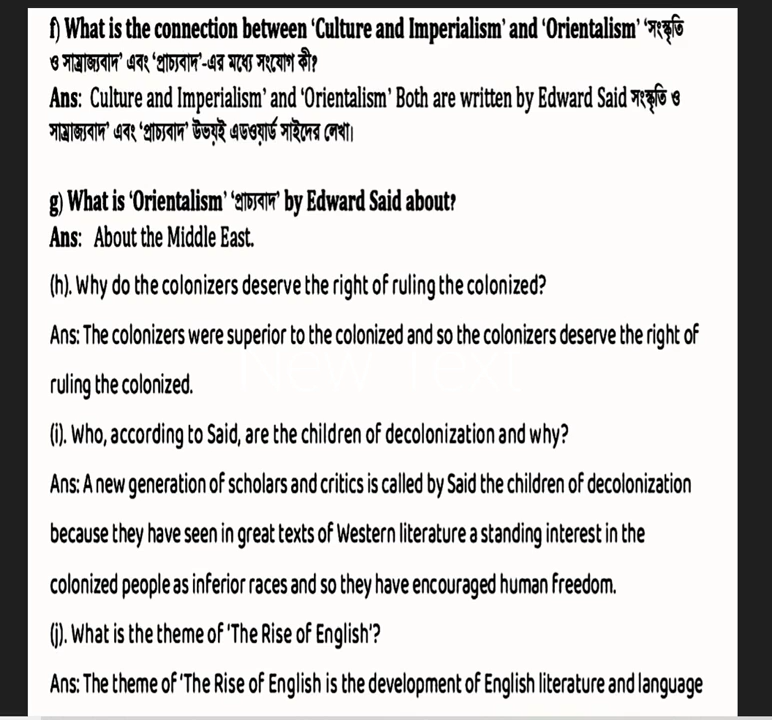 f) What is the connection between ‘Culture and Imperialism’ and ‘Orientalism’ ‘সংস্কৃতি
ও সাম্রাজ্যবাদ’ এবং ‘প্রাচ্যবাদ’-এর মধ্যে সংযোগ কী?
Ans: Culture and Imperialism’ and ‘Orientalism’ Both are written by Edward Said সংস্কৃতি ও
সাম্রাজ্যবাদ’ এবং ‘প্রাচ্যবাদ’ উভয়ই এডওয়ার্ড সাইদের লেখা।
g) What is ‘Orientalism’ ‘প্রাচ্যবাদ’ by Edward Said about?
Ans: About the Middle East.
(h). Why do the colonizers deserve the right of ruling the colonized?
Ans: The colonizers were superior to the colonized and so the colonizers deserve the right of
ruling the colonized.
New Text
(i). Who, according to Said, are the children of decolonization and why?
Ans: A new generation of scholars and critics is called by Said the children of decolonization
because they have seen in great texts of Western literature a standing interest in the
colonized people as inferior races and so they have encouraged human freedom.
(j). What is the theme of 'The Rise of English'?
Ans: The theme of 'The Rise of English is the development of English literature and language